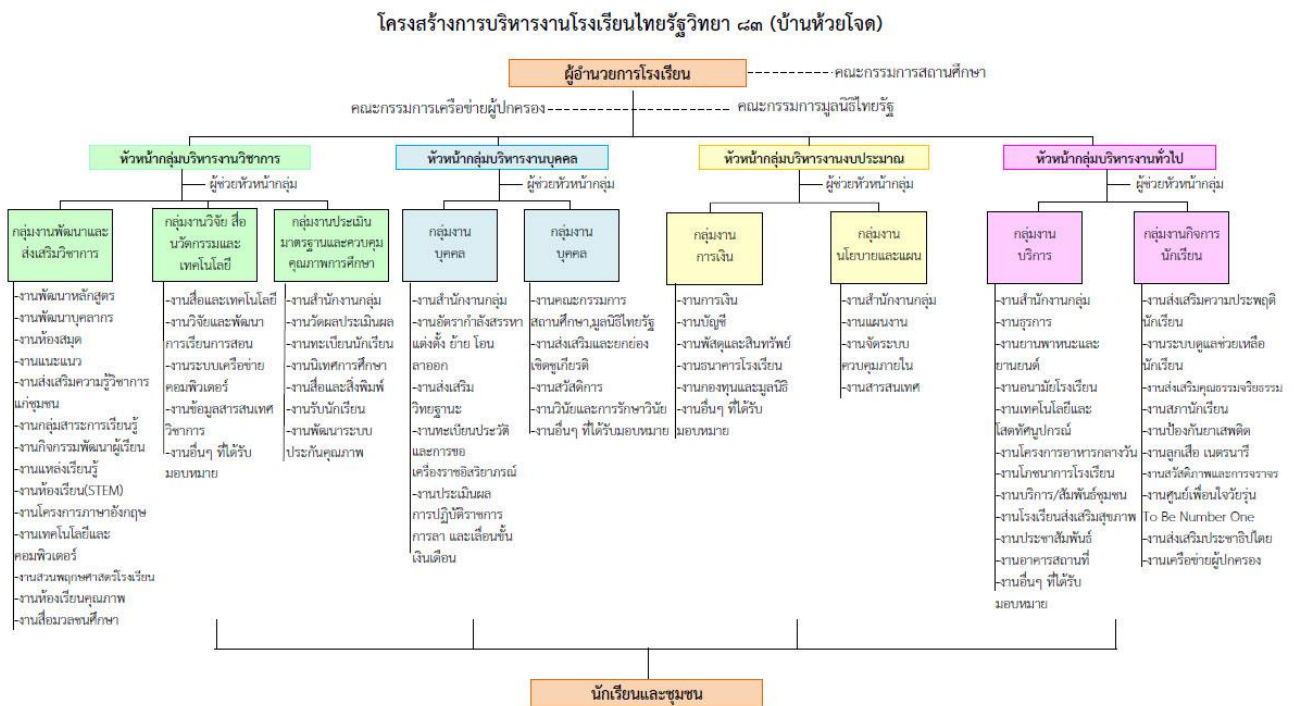 โครงสร้างการบริหารงานโรงเรียนไทยรัฐวิทยา ๘๓ (บ้านห้วยโจด)
ผู้อำนวยการโรงเรียน
คณะกรรมการสถานศึกษา
คณะกรรมการเครือข่ายผู้ปกครอง
คณะกรรมการมูลนิธิไทยรัฐ
หัวหน้ากลุ่มบริหารงานวิชาการ
ผู้ช่วยหัวหน้ากลุ่ม
กลุ่มงานพัฒนาและ
ส่งเสริมวิชาการ
-งานพัฒนาหลักสูตร
-งานพัฒนาบุคลากร
-งานห้องสมุด
-งานแนะแนว
-งานส่งเสริมความรู้วิชาการ
แก่ชุมชน
-งานกลุ่มสาระการเรียนรู้
-งานกิจกรรมพัฒนาผู้เรียน
-งานแหล่งเรียนรู้
-งานห้องเรียน(STEM)
-งานโครงการภาษาอังกฤษ
-งานเทคโนโลยีและ
คอมพิวเตอร์
-งานสวนพฤกษศาสตร์โรงเรียน
-งานห้องเรียนคุณภาพ
-งานสื่อมวลชนศึกษา
กลุ่มงานวิจัย สื่อ
นวัตกรรมและ
เทคโนโลยี
-งานสื่อและเทคโนโลยี
-งานวิจัยและพัฒนา
การเรียนการสอน
-งานระบบเครือข่าย
คอมพิวเตอร์
-งานข้อมูลสารสนเทศ
วิชาการ
-งานอื่นๆ ที่ได้รับ
มอบหมาย
กลุ่มงานประเมิน
มาตรฐานและควบคุม
คุณภาพการศึกษา
-งานสำนักงานกลุ่ม
-งานวัดผลประเมินผล
-งานทะเบียนนักเรียน
-งานนิเทศการศึกษา
-งานสื่อและสิ่งพิมพ์
-งานรับนักเรียน
-งานพัฒนาระบบ
ประกันคุณภาพ
หัวหน้ากลุ่มบริหารงานบุคคล
ผู้ช่วยหัวหน้ากลุ่ม
กลุ่มงาน
บุคคล
-งานสำนักงานกลุ่ม
-งานอัตรากำลังสรรหา
แต่งตั้ง ย้าย โอน
ลาออก
-งานส่งเสริม
วิทยฐานะ
-งานทะเบียนประวัติ
และการขอ
เครื่องราชอิสริยาภรณ์
-งานประเมินผล
การปฏิบัติราชการ
การลา และเลื่อนขั้น
เงินเดือน
กลุ่มงาน
บุคคล
-งานคณะกรรมการ
สถานศึกษา,มูลนิธิไทยรัฐ
-งานส่งเสริมและยกย่อง
เชิดชูเกียรติ
-งานสวัสดิการ
-งานวินัยและการรักษาวินัย
-งานอื่นๆ ที่ได้รับมอบหมาย
หัวหน้ากลุ่มบริหารงานงบประมาณ
ผู้ช่วยหัวหน้ากลุ่ม
กลุ่มงาน
การเงิน
-งานการเงิน
-งานบัญชี
-งานพัสดุและสินทรัพย์
-งานธนาคารโรงเรียน
-งานกองทุนและมูลนิธิ
-งานอื่นๆ ที่ได้รับ
มอบหมาย
กลุ่มงาน
นโยบายและแผน
-งานสำนักงานกลุ่ม
-งานแผนงาน
-งานจัดระบบ
ควบคุมภายใน
-งานสารสนเทศ
หัวหน้ากลุ่มบริหารงานทั่วไป
ผู้ช่วยหัวหน้ากลุ่ม
กลุ่มงาน
บริการ
-งานสำนักงานกลุ่ม
-งานธุรการ
-งานยานพาหนะและ
ยานยนต์
-งานอนามัยโรงเรียน
-งานเทคโนโลยีและ
โสตทัศนูปกรณ์
-งานโครงการอาหารกลางวัน
-งานโภชนาการโรงเรียน
-งานบริการ/สัมพันธ์ชุมชน
-งานโรงเรียนส่งเสริมสุขภาพ
-งานประชาสัมพันธ์
-งานอาคารสถานที่
-งานอื่นๆ ที่ได้รับ
มอบหมาย
กลุ่มงานกิจการ
นักเรียน
-งานส่งเสริมความประพฤติ
นักเรียน
-งานระบบดูแลช่วยเหลือ
นักเรียน
-งานส่งเสริมคุณธรรมจริยธรรม
-งานสภานักเรียน
-งานป้องกันยาเสพติด
-งานลูกเสือ เนตรนารี
-งานสวัสดิภาพและการจราจร
-งานศูนย์เพื่อนใจวัยรุ่น
To Be Number One
-งานส่งเสริมประชาธิปไตย
-งานเครือข่ายผู้ปกครอง
นักเรียนและชุมชน